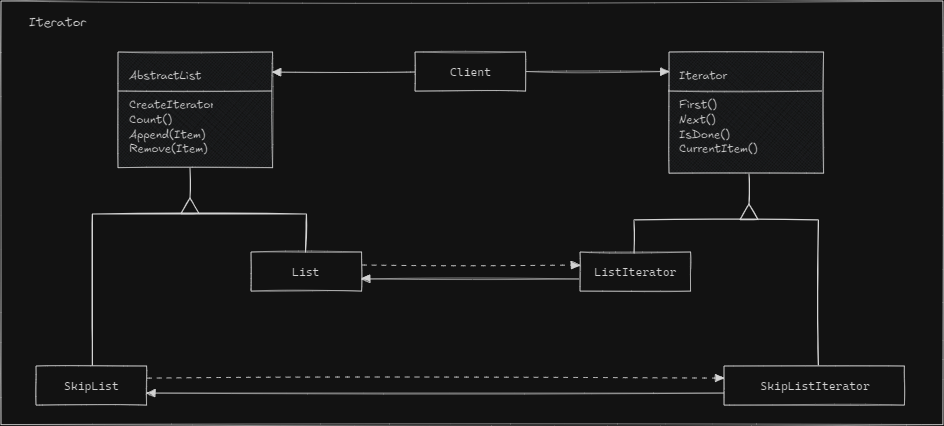 Iterator
AbstractList
CreateIterator
Count()
Append(Item)
Remove(Item)
Client
Iterator
First()
Next()
IsDone()
CurrentItem()
List
ListIterator
SkipList
SkipListIterator